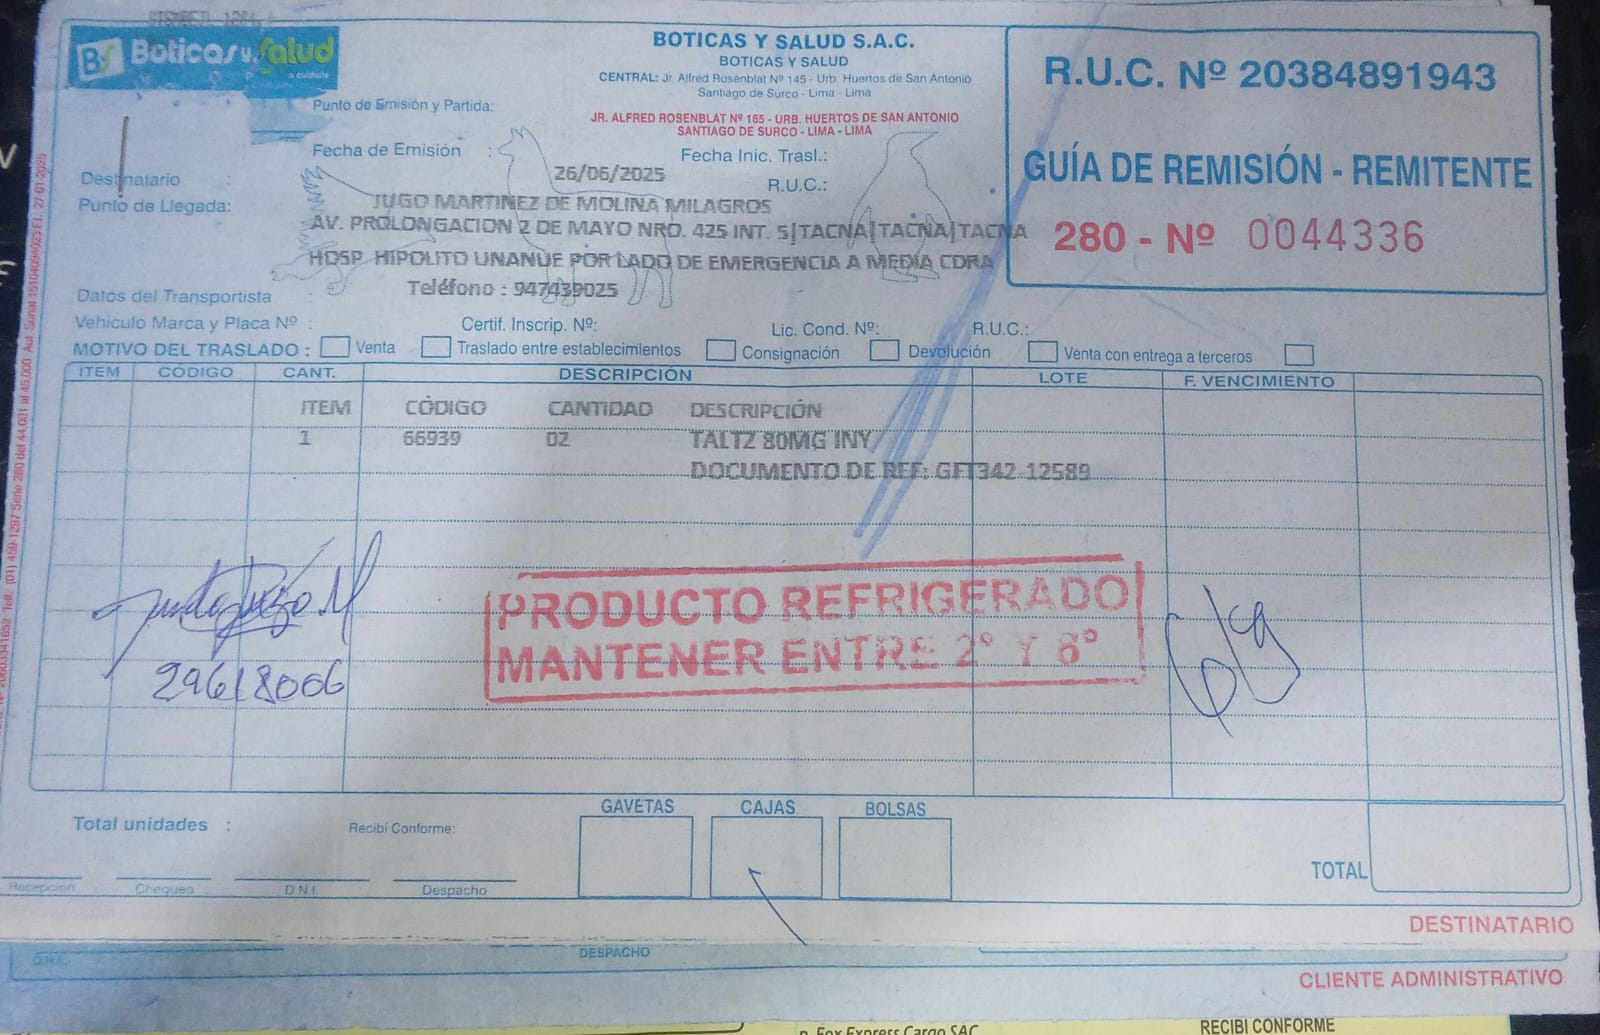 BS Boticas y Salud
BOTICAS Y SALUD S.A.C.
BOTICAS Y SALUD
CENTRAL: Jr. Alfred Rosenblat Nº 145 - Urb. Huertos de San Antonio
Santiago de Surco - Lima - Lima
Punto de Emisión y Partida:
JR. ALFRED ROSENBLAT Nº 165 - URB. HUERTOS DE SAN ANTONIO
SANTIAGO DE SURCO - LIMA - LIMA
R.U.C. Nº 20384891943
GUÍA DE REMISIÓN - REMITENTE
280 - Nº 0044336
Fecha de Emisión : 26/06/2025 Fecha Inic. Trasl.:
Destinatario : R.U.C.:
Punto de Llegada: JUGO MARTINEZ DE MOLINA MILAGROS
AV. PROLONGACION 2 DE MAYO NRO. 425 INT. 5|TACNA|TACNA|TACNA
HOSP. HIPOLITO UNANUE POR LADO DE EMERGENCIA A MEDIA CDRA
Teléfono : 947439025
Datos del Transportista :
Vehículo Marca y Placa Nº : Certif. Inscrip. Nº: Lic. Cond. Nº: R.U.C.:
MOTIVO DEL TRASLADO : Venta Traslado entre establecimientos Consignación Devolución Venta con entrega a terceros
ITEM CÓDIGO CANT. DESCRIPCIÓN LOTE F. VENCIMIENTO
ITEM CÓDIGO CANTIDAD DESCRIPCIÓN
1 66939 02 TALTZ 80MG INY
DOCUMENTO DE REF: GFT342-12589
PRODUCTO REFRIGERADO
MANTENER ENTRE 2° Y 8°
29618006
GAVETAS CAJAS BOLSAS
Total unidades : Recibí Conforme:
TOTAL
Recepción Chequeo D.N.I. Despacho
DESTINATARIO
D.N.I. DESPACHO
CLIENTE ADMINISTRATIVO
Fox Express Cargo SAC RECIBI CONFORME